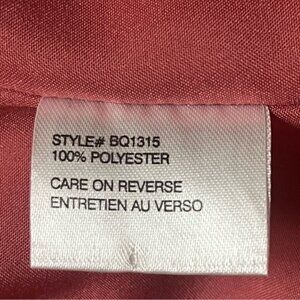 STYLE# BQ1315
100% POLYESTER
CARE ON REVERSE
ENTRETIEN AU VERSO